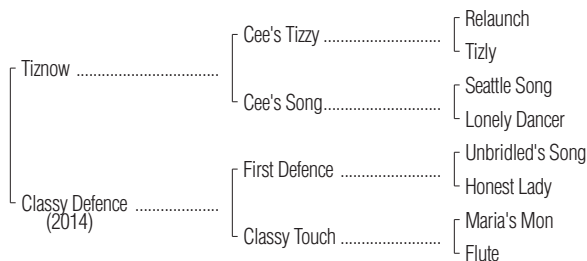 Relaunch
Cee's Tizzy ............................
Tizly
Tiznow ......................................
Seattle Song
Cee's Song ............................
Lonely Dancer
Unbridled's Song
First Defence ........................
Honest Lady
Classy Defence ......................
(2014)
Maria's Mon
Classy Touch ........................
Flute